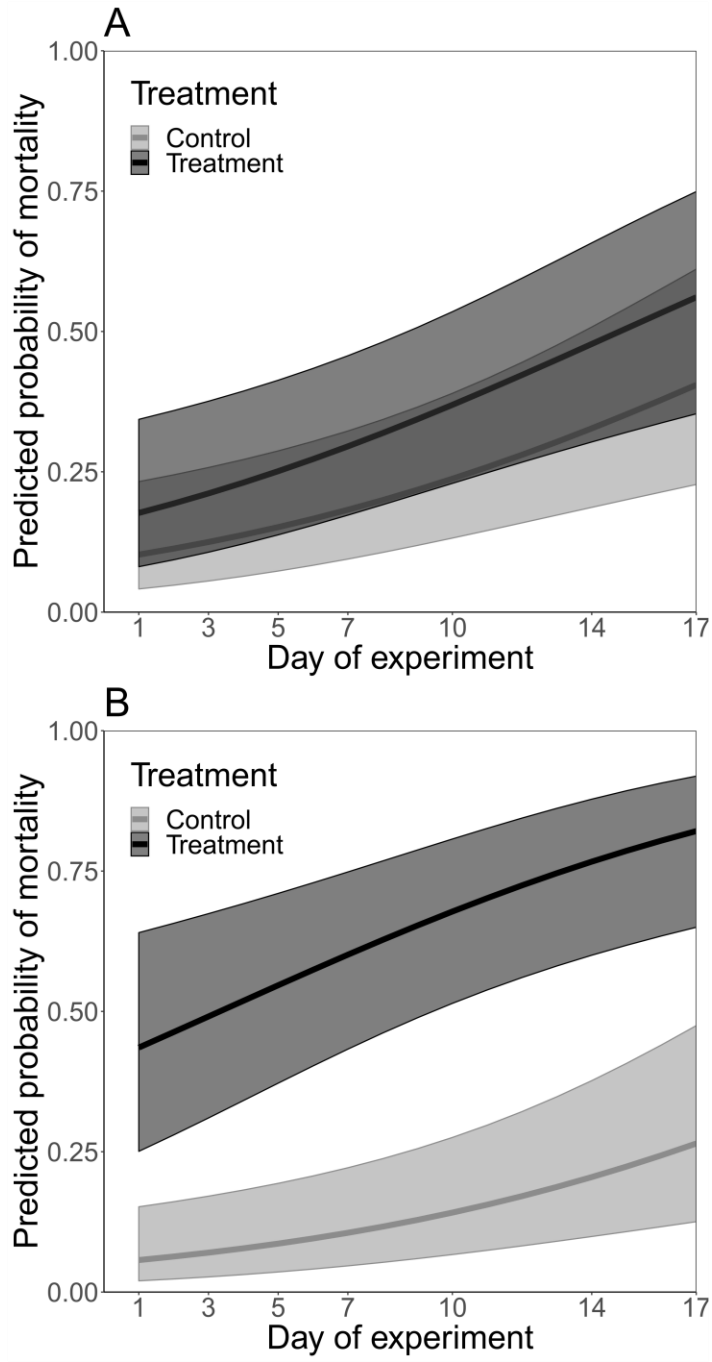 A
Predicted probability of mortality
1.00
0.75
0.50
0.25
0.00
Treatment
Control
Treatment
1 3 5 7 10 14 17
Day of experiment
B
Predicted probability of mortality
1.00
0.75
0.50
0.25
0.00
Treatment
Control
Treatment
1 3 5 7 10 14 17
Day of experiment